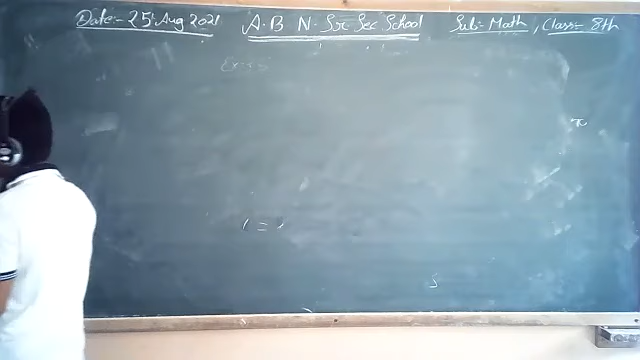 Date:- 25 Aug 2021 A.B.N. Sr. Sec School Sub:- Math, Class:- 8th